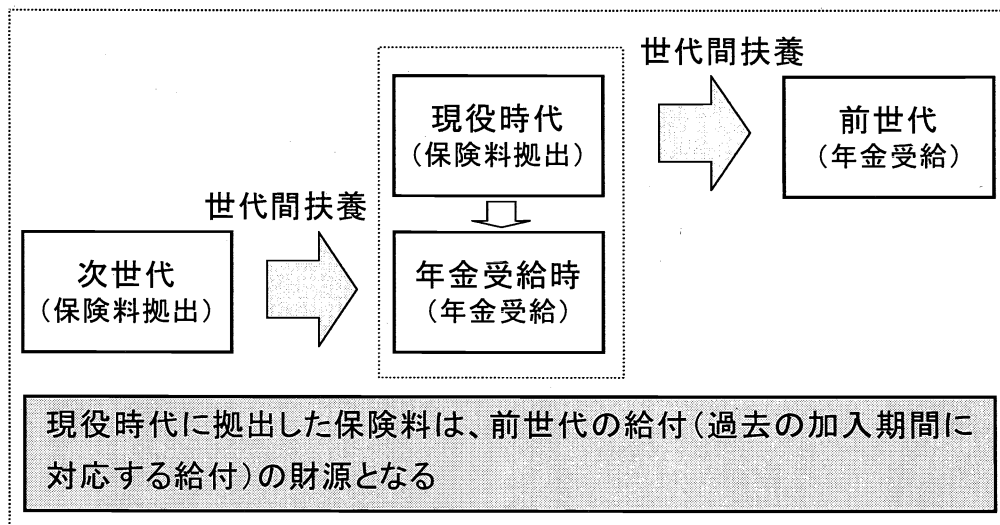 世代間扶養
現役時代
（保険料拠出）
前世代
（年金受給）
世代間扶養
次世代
（保険料拠出）
年金受給時
（年金受給）
現役時代に拠出した保険料は、前世代の給付（過去の加入期間に
対応する給付）の財源となる